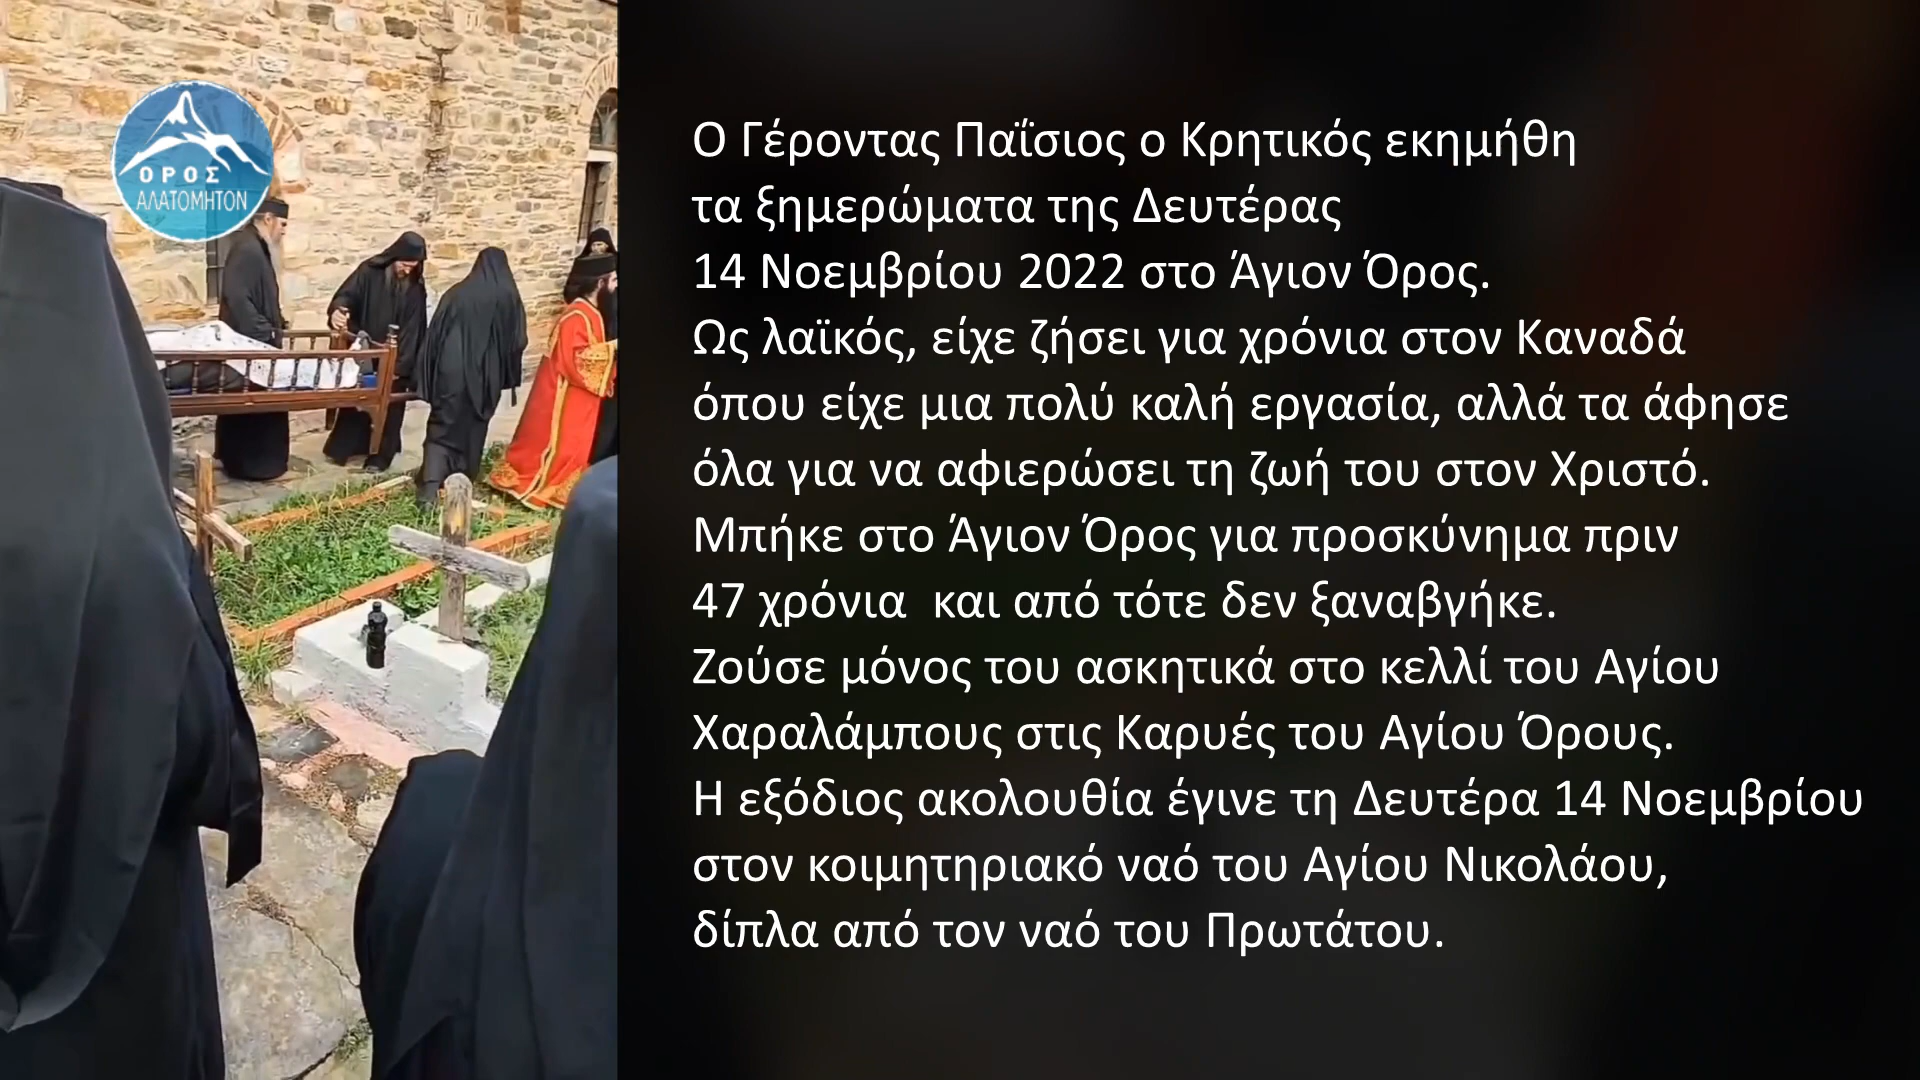 ΟΡΟΣ
ΑΛΑΤΟΜΗΤΟΝ
Ο Γέροντας Παΐσιος ο Κρητικός εκημήθη
τα ξημερώματα της Δευτέρας
14 Νοεμβρίου 2022 στο Άγιον Όρος.
Ως λαϊκός, είχε ζήσει για χρόνια στον Καναδά
όπου είχε μια πολύ καλή εργασία, αλλά τα άφησε
όλα για να αφιερώσει τη ζωή του στον Χριστό.
Μπήκε στο Άγιον Όρος για προσκύνημα πριν
47 χρόνια  και από τότε δεν ξαναβγήκε.
Ζούσε μόνος του ασκητικά στο κελλί του Αγίου
Χαραλάμπους στις Καρυές του Αγίου Όρους.
Η εξόδιος ακολουθία έγινε τη Δευτέρα 14 Νοεμβρίου
στον κοιμητηριακό ναό του Αγίου Νικολάου,
δίπλα από τον ναό του Πρωτάτου.